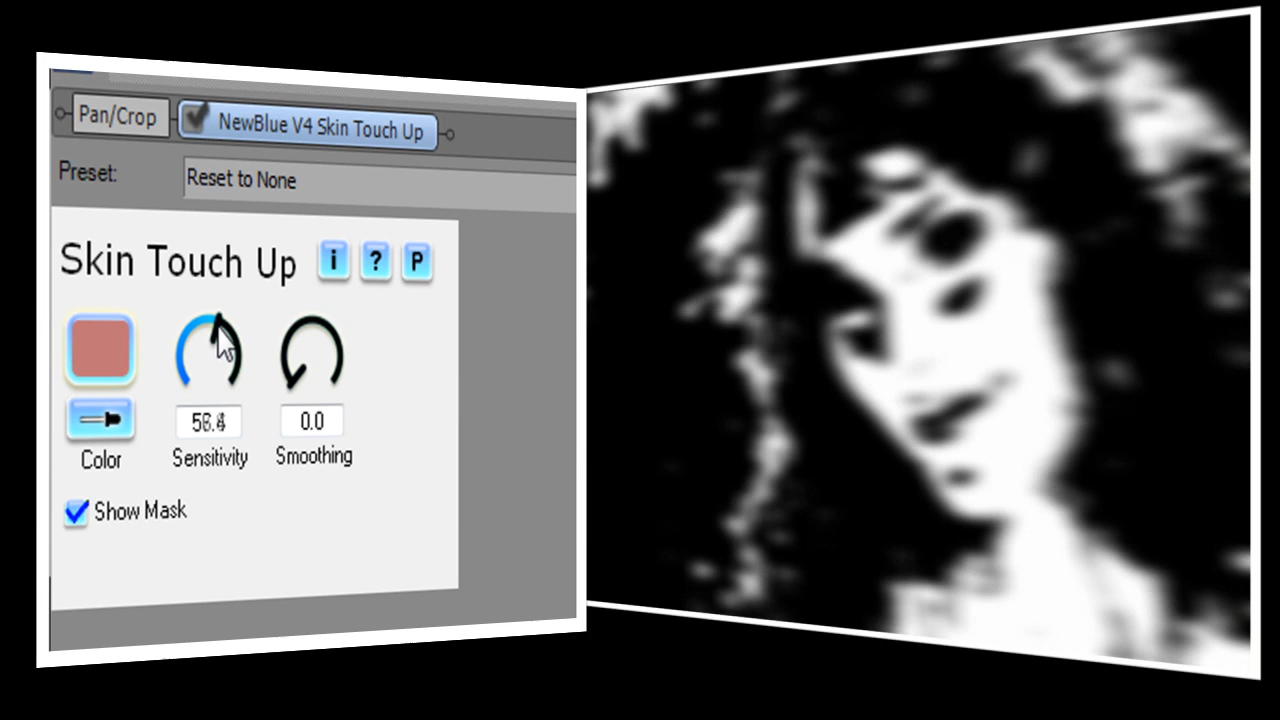 Pan/Crop
NewBlue V4 Skin Touch Up
Preset:
Reset to None
Skin Touch Up
i
?
P
0.0
Color
Sensitivity
Smoothing
Show Mask